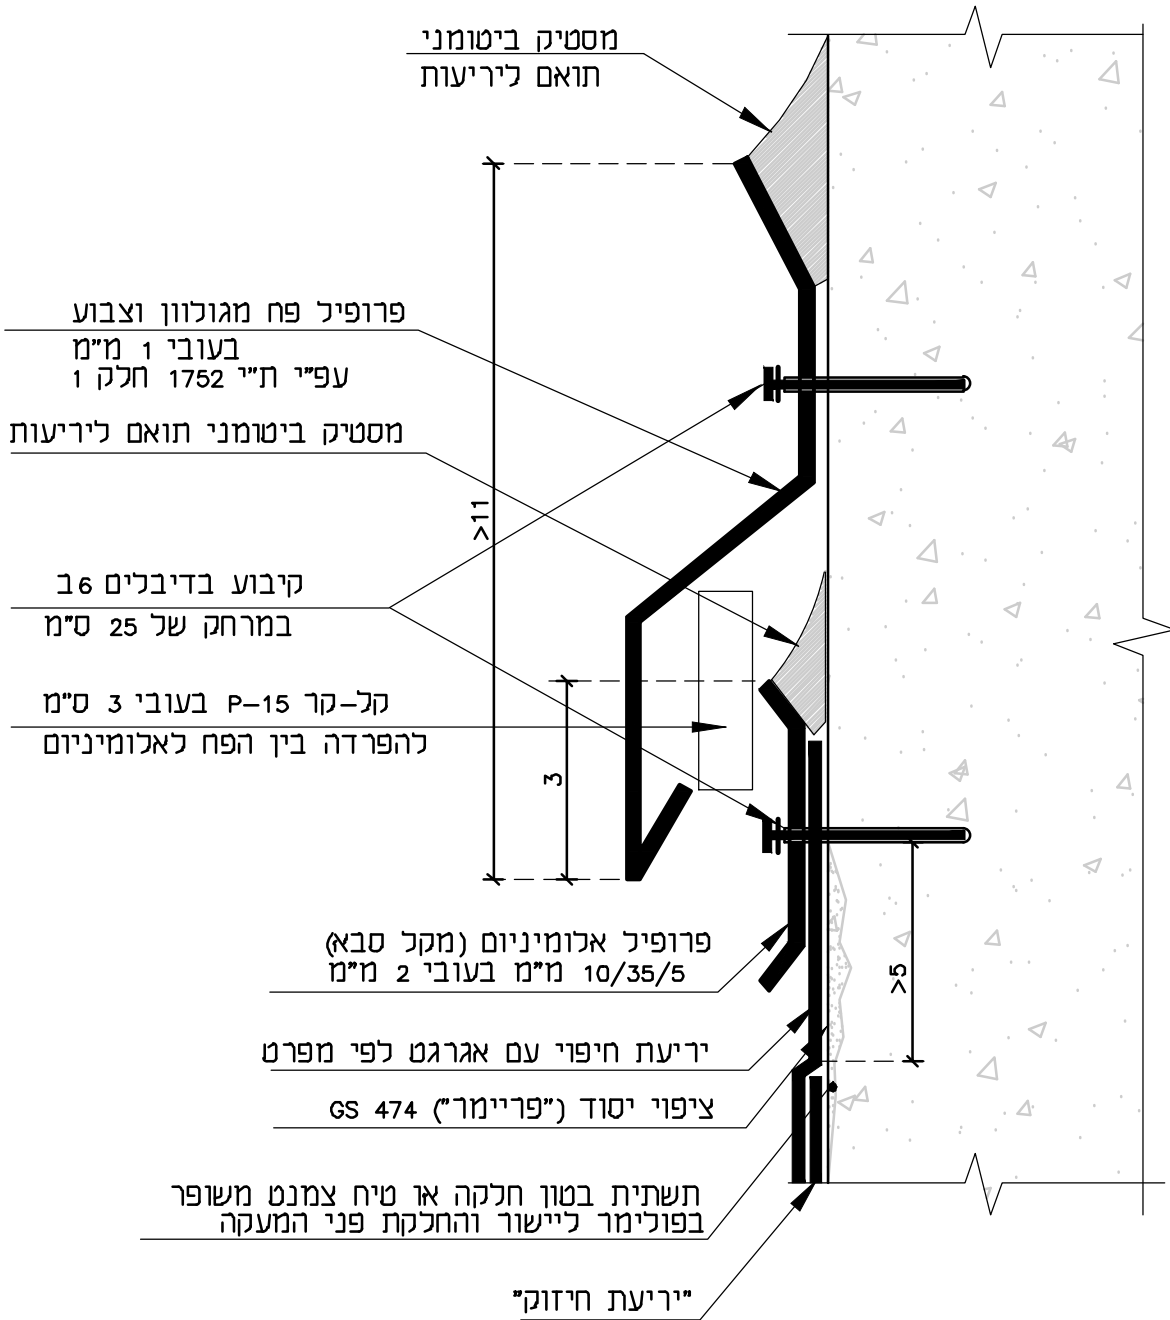 מסטיק ביטומני
תואם ליריעות
פרופיל פח מגולוון וצבוע
בעובי 1 מ"מ
עפ"י ת"י 1752 חלק 1
מסטיק ביטומני תואם ליריעות
>11
קיבוע בדיבלים 6ב
במרחק של 25 ס"מ
קל-קר P-15 בעובי 3 ס"מ
להפרדה בין הפח לאלומיניום
3
פרופיל אלומיניום (מקל סבא)
10/35/5 מ"מ בעובי 2 מ"מ
>5
יריעת חיפוי עם אגרגט לפי מפרט
ציפוי יסוד ("פריימר") GS 474
תשתית בטון חלקה או טיח צמנט משופר
בפולימר ליישור והחלקת פני המעקה
"יריעת חיזוק"